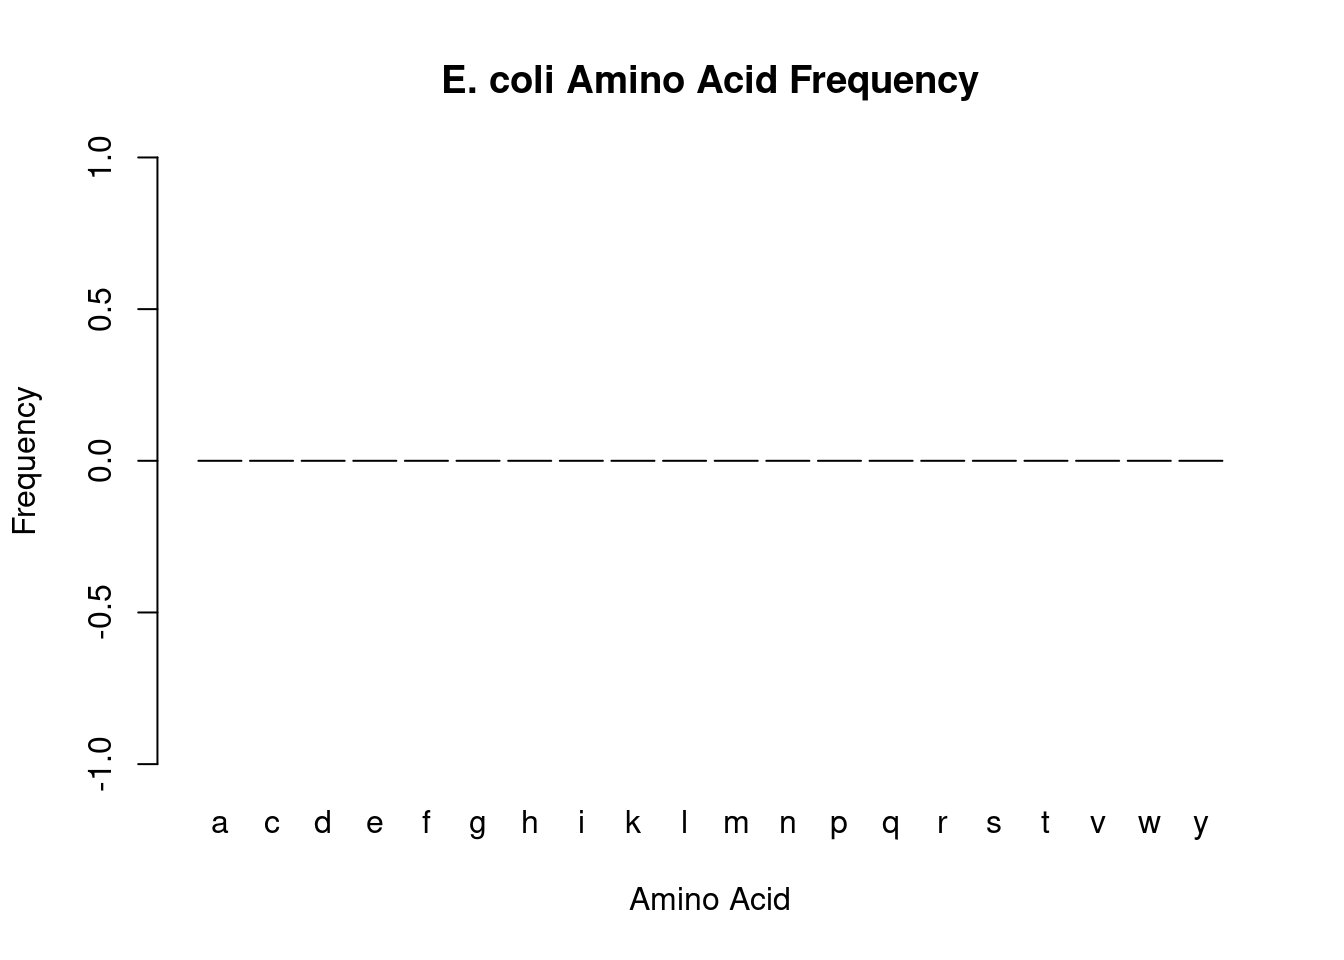 E. coli Amino Acid Frequency
1.0
0.5
0.0
-0.5
-1.0
Frequency
a c d e f g h i k l m n p q r s t v w y
Amino Acid